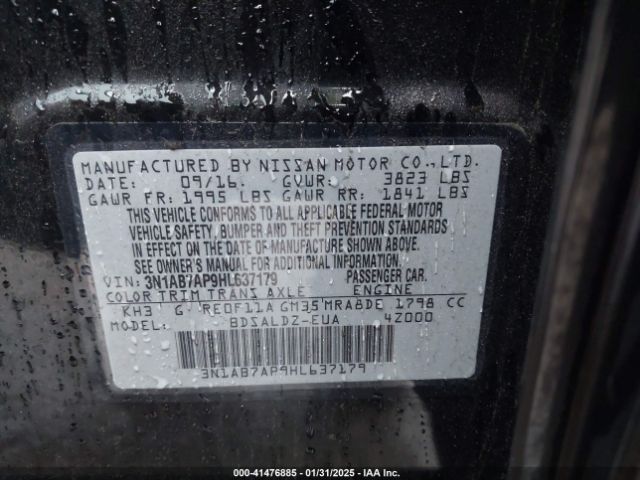 MANUFACTURED BY NISSAN MOTOR CO., LTD.
DATE: 09/16. GVWR: 3823 LBS
GAWR FR: 1995 LBS GAWR RR: 1841 LBS
THIS VEHICLE CONFORMS TO ALL APPLICABLE FEDERAL MOTOR
VEHICLE SAFETY, BUMPER AND THEFT PREVENTION STANDARDS
IN EFFECT ON THE DATE OF MANUFACTURE SHOWN ABOVE.
SEE OWNER'S MANUAL FOR ADDITIONAL INFORMATION.
VIN: 3N1AB7AP9HL637179 PASSENGER CAR.
COLOR TRIM TRANS AXLE ENGINE
KH3 G RE0F11A GM35 MRA8DE 1798 CC
MODEL: BDSALDZ-EUA 4Z000
3N1AB7AP9HL637179
000-41476885 | 01/31/2025 - IAA Inc.